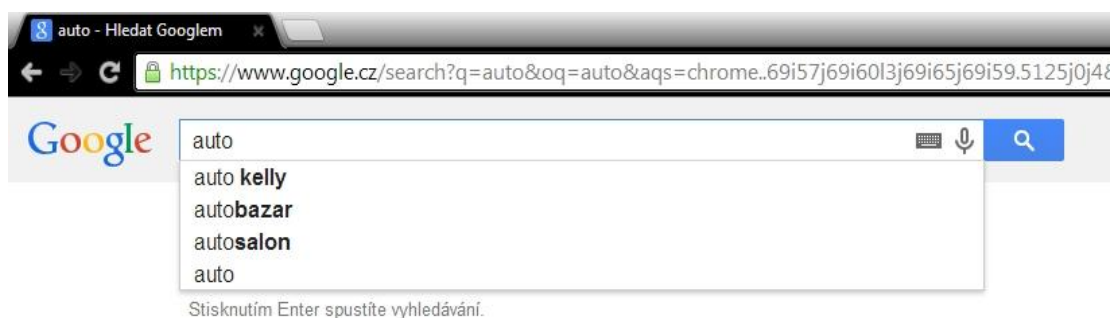 auto - Hledat Googlem
https://www.google.cz/search?q=auto&oq=auto&aqs=chrome..69i57j69i60l3j69i65j69i59.5125j0j4&
Google
auto
auto kelly
autobazar
autosalon
auto
Stisknutím Enter spustíte vyhledávání.